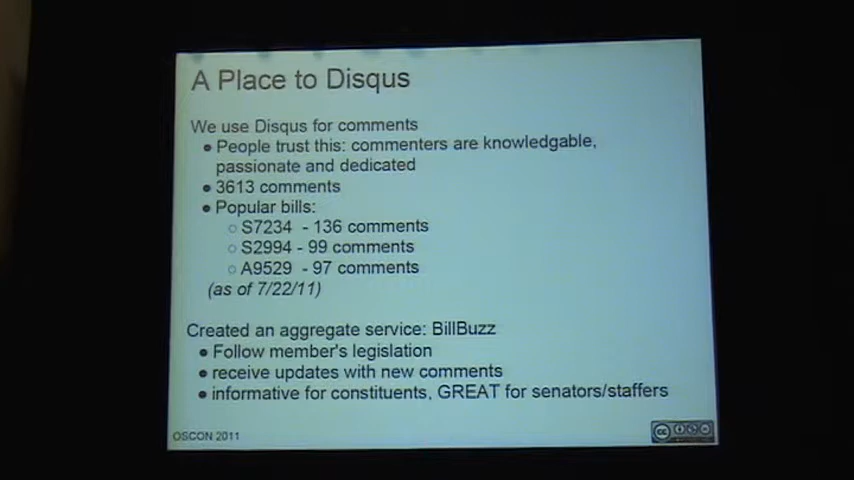 A Place to Disqus
We use Disqus for comments
● People trust this: commenters are knowledgable,
passionate and dedicated
● 3613 comments
● Popular bills:
○ S7234 - 136 comments
○ S2994 - 99 comments
○ A9529 - 97 comments
(as of 7/22/11)
Created an aggregate service: BillBuzz
● Follow member's legislation
● receive updates with new comments
● informative for constituents, GREAT for senators/staffers
OSCON 2011
cc